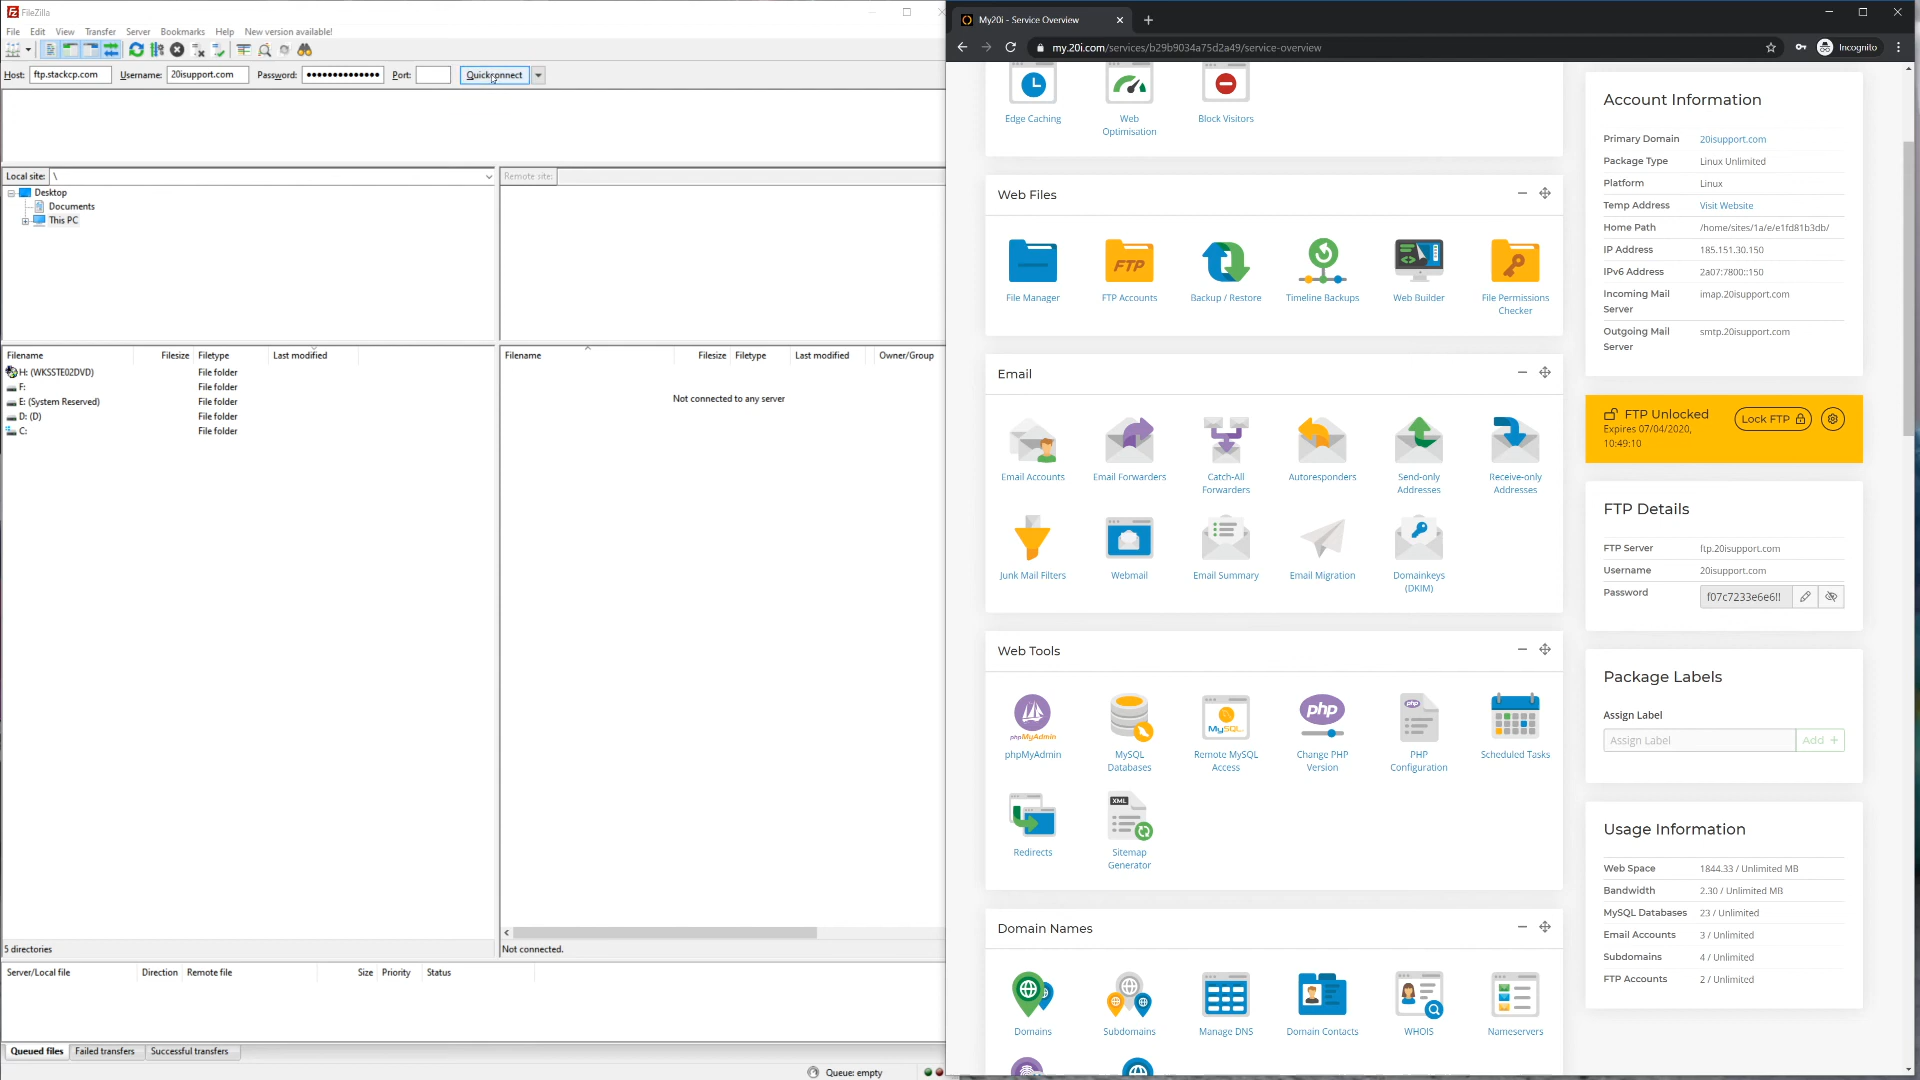 FileZilla
File Edit View Transfer Server Bookmarks Help New version available!
Host: ftp.stackcp.com Username: 20isupport.com Password: ●●●●●●●●●●●●●●● Port: Quickconnect
Local site: \
Desktop
Documents
This PC
Filename Filesize Filetype Last modified
H: (WKSSTE02DVD) File folder
F: File folder
E: (System Reserved) File folder
D: (D) File folder
C: File folder
5 directories
Remote site:
Filename Filesize Filetype Last modified Owner/Group
Not connected to any server
Not connected.
Server/Local file Direction Remote file Size Priority Status
Queued files Failed transfers Successful transfers
Queue: empty
My20i - Service Overview
my.20i.com/services/b29b9034a75d2a49/service-overview
Incognito
Edge Caching
Web
Optimisation
Block Visitors
Web Files
FTP
File Manager
FTP Accounts
Backup / Restore
Timeline Backups
Web Builder
File Permissions
Checker
Email
Email Accounts
Email Forwarders
Catch-All
Forwarders
Autoresponders
Send-only
Addresses
Receive-only
Addresses
Junk Mail Filters
Webmail
Email Summary
Email Migration
Domainkeys
(DKIM)
Web Tools
phpMyAdmin
phpMyAdmin
MySQL
Databases
MySQL
Remote MySQL
Access
php
Change PHP
Version
php
PHP
Configuration
Scheduled Tasks
Redirects
XML
Sitemap
Generator
Domain Names
Domains
Subdomains
Manage DNS
Domain Contacts
WHOIS
Nameservers
Account Information
Primary Domain 20isupport.com
Package Type Linux Unlimited
Platform Linux
Temp Address Visit Website
Home Path /home/sites/1a/e/e1fd81b3db/
IP Address 185.151.30.150
IPv6 Address 2a07:7800::150
Incoming Mail
Server imap.20isupport.com
Outgoing Mail
Server smtp.20isupport.com
FTP Unlocked
Expires 07/04/2020,
10:49:10
Lock FTP
FTP Details
FTP Server ftp.20isupport.com
Username 20isupport.com
Password f07c7233e6e6!!
Package Labels
Assign Label
Assign Label Add +
Usage Information
Web Space 1844.33 / Unlimited MB
Bandwidth 2.30 / Unlimited MB
MySQL Databases 23 / Unlimited
Email Accounts 3 / Unlimited
Subdomains 4 / Unlimited
FTP Accounts 2 / Unlimited